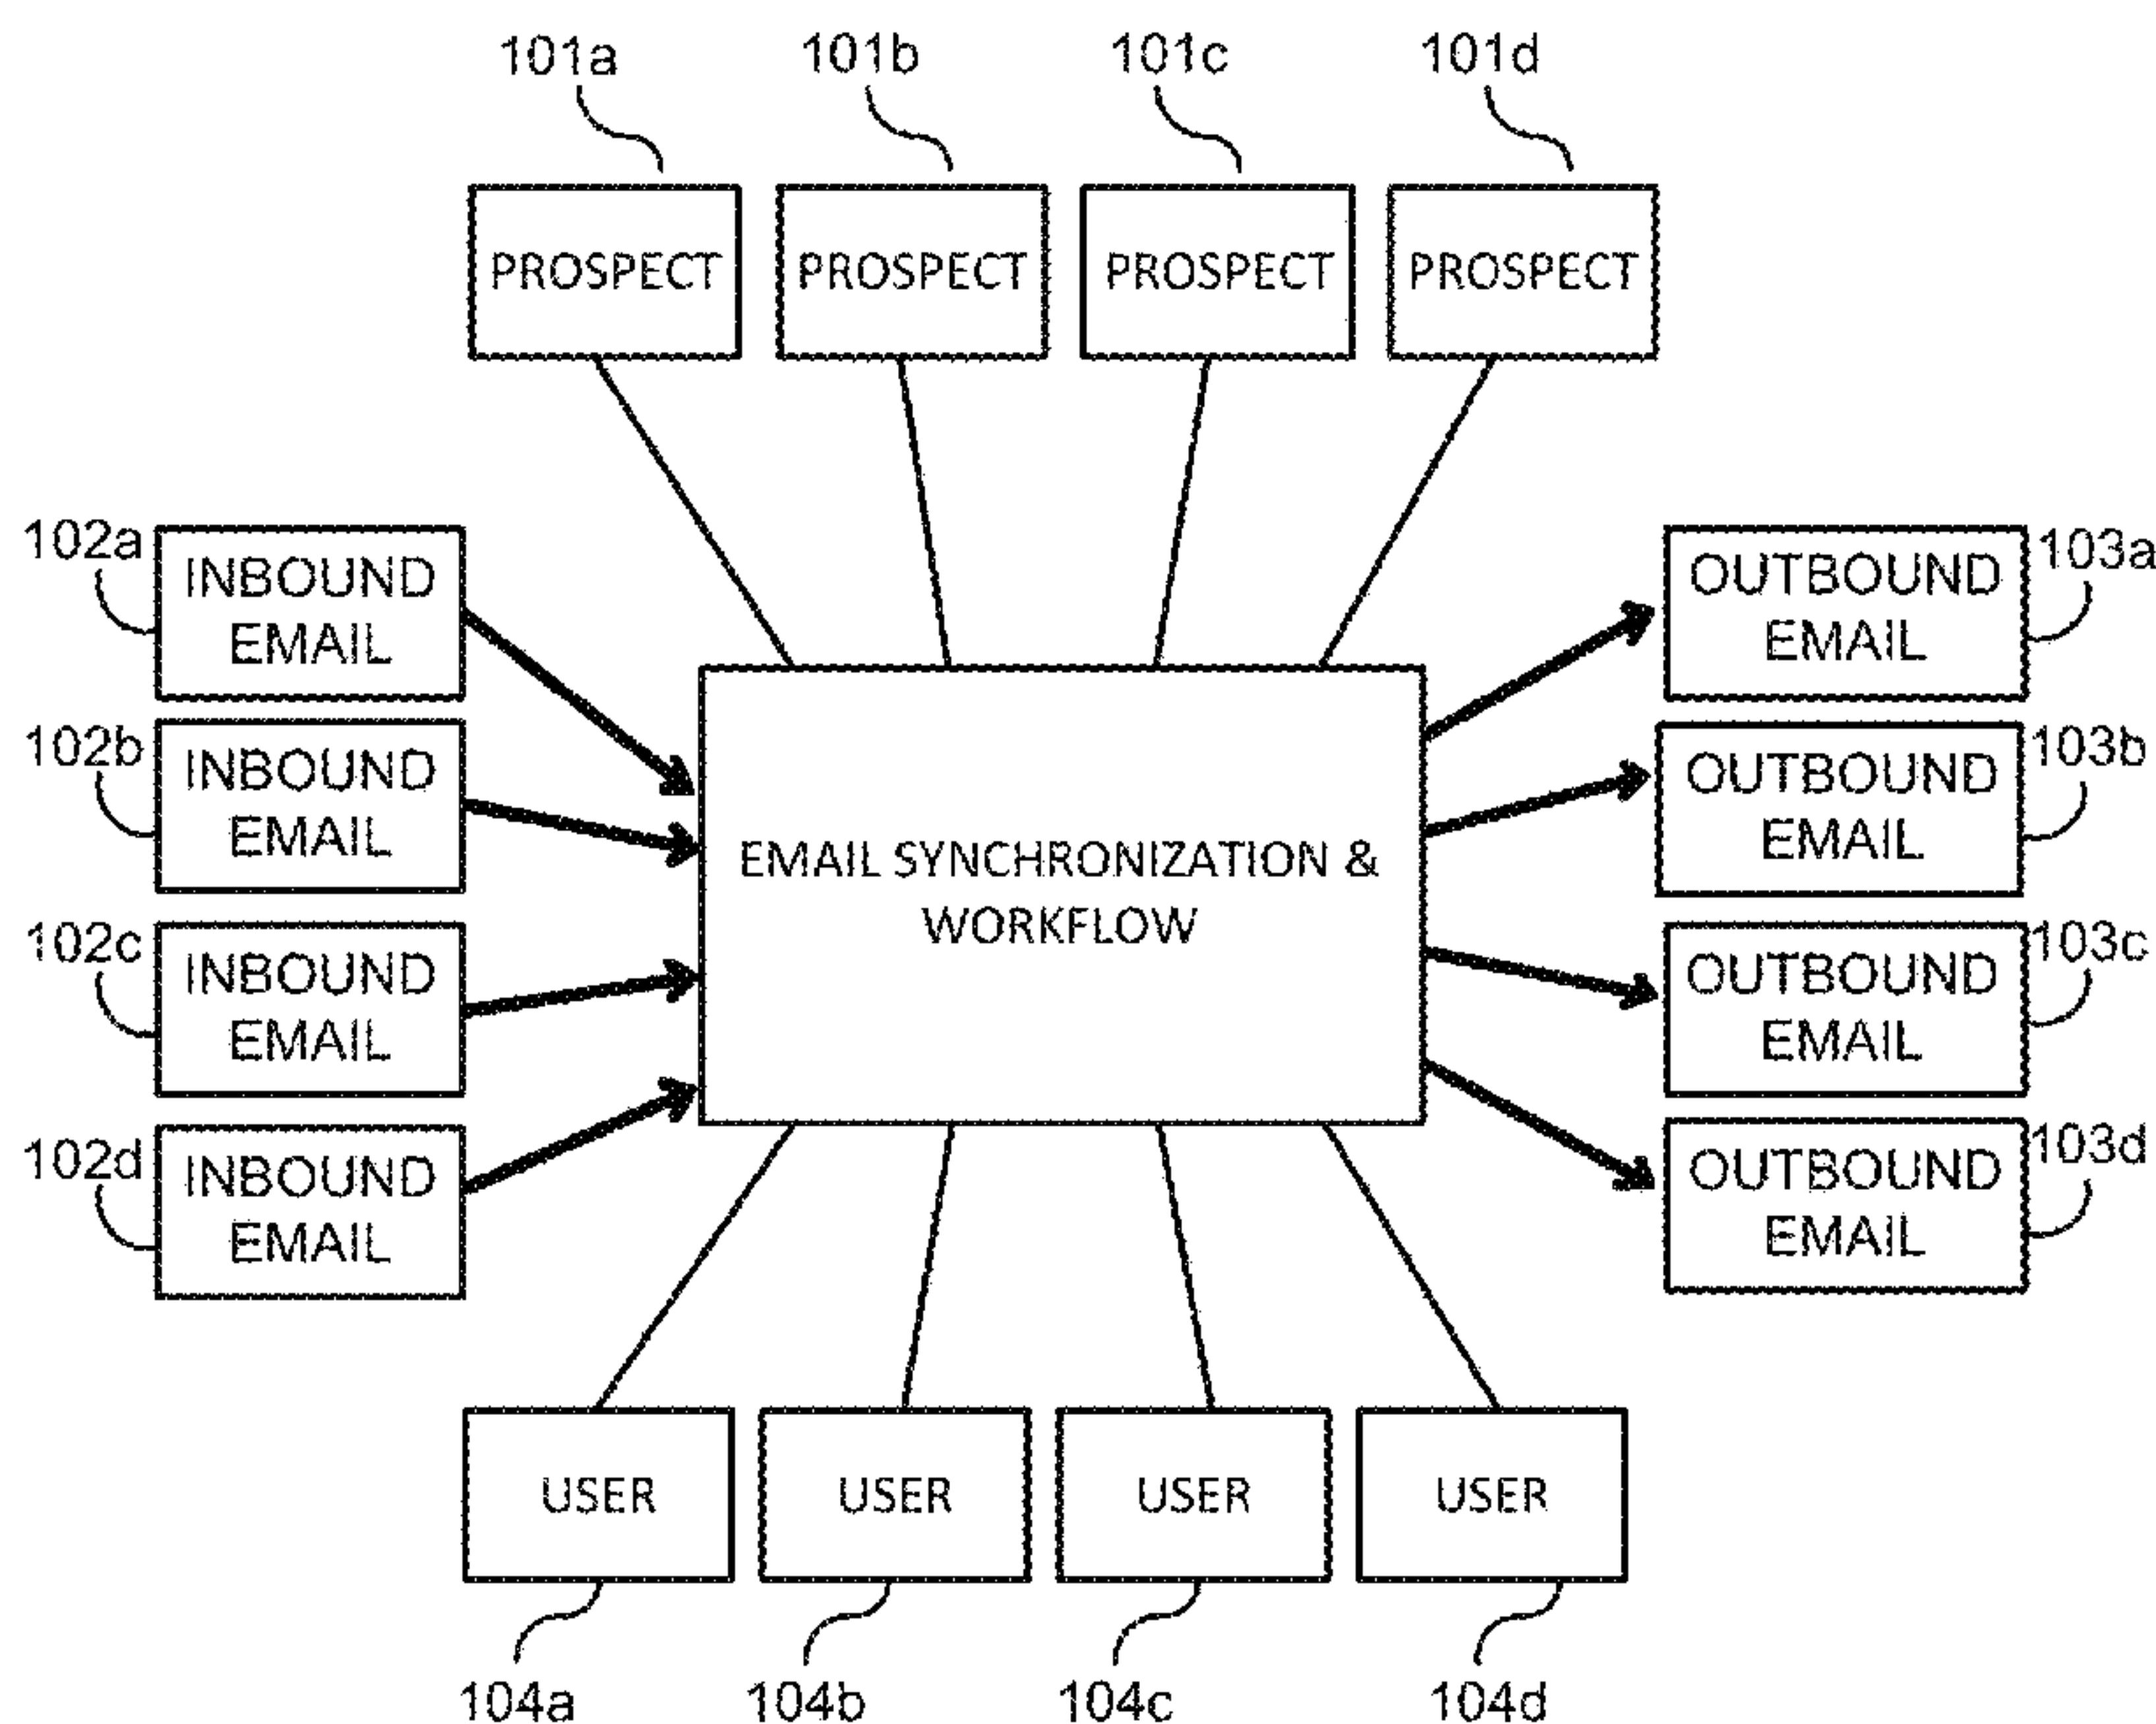 101a
101b
101c
101d
PROSPECT
PROSPECT
PROSPECT
PROSPECT
102a
INBOUND
EMAIL
102b
INBOUND
EMAIL
102c
INBOUND
EMAIL
102d
INBOUND
EMAIL
EMAIL SYNCHRONIZATION &
WORKFLOW
OUTBOUND
EMAIL
103a
OUTBOUND
EMAIL
103b
OUTBOUND
EMAIL
103c
OUTBOUND
EMAIL
103d
USER
USER
USER
USER
104a
104b
104c
104d